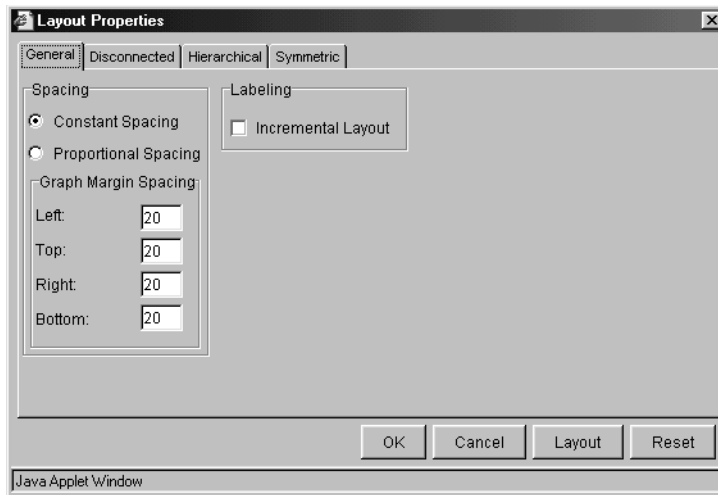 Layout Properties
General Disconnected Hierarchical Symmetric
Spacing
Constant Spacing
Proportional Spacing
Graph Margin Spacing
Left: 20
Top: 20
Right: 20
Bottom: 20
Labeling
Incremental Layout
OK Cancel Layout Reset
Java Applet Window